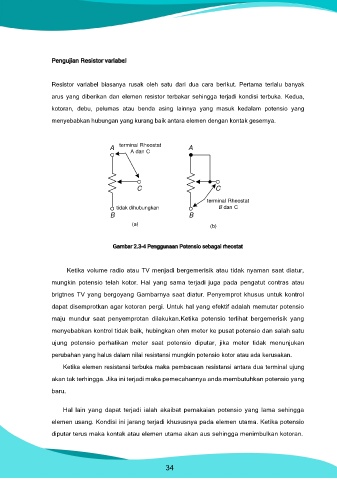 Pengujian Resistor variabel
Resistor variabel biasanya rusak oleh satu dari dua cara berikut. Pertama terlalu banyak
arus yang diberikan dan elemen resistor terbakar sehingga terjadi kondisi terbuka. Kedua,
kotoran, debu, pelumas atau benda asing lainnya yang masuk kedalam potensio yang
menyebabkan hubungan yang kurang baik antara elemen dengan kontak gesernya.
A terminal Rheostat
A dan C
A
C
C
tidak dihubungkan
terminal Rheostat
B dan C
B
B
(a)
(b)
Gambar 2.3-4 Penggunaan Potensio sebagai rheostat
Ketika volume radio atau TV menjadi bergemerisik atau tidak nyaman saat diatur,
mungkin potensio telah kotor. Hal yang sama terjadi juga pada pengatut contras atau
brigtnes TV yang bergoyang Gambarnya saat diatur. Penyemprot khusus untuk kontrol
dapat disemprotkan agar kotoran pergi. Untuk hal yang efektif adalah memutar potensio
maju mundur saat penyemprotan dilakukan.Ketika potensio terlihat bergemerisik yang
menyebabkan kontrol tidak baik, hubingkan ohm meter ke pusat potensio dan salah satu
ujung potensio perhatikan meter saat potensio diputar, jika meter tidak menunjukan
perubahan yang halus dalam nilai resistansi mungkin potensio kotor atau ada kerusakan.
Ketika elemen resistansi terbuka maka pembacaan resistansi antara dua terminal ujung
akan tak terhingga. Jika ini terjadi maka pemecahannya anda membutuhkan potensio yang
baru.
Hal lain yang dapat terjadi ialah akaibat pemakaian potensio yang lama sehingga
elemen usang. Kondisi ini jarang terjadi khususnya pada elemen utama. Ketika potensio
diputar terus maka kontak atau elemen utama akan aus sehingga menimbulkan kotoran.
34